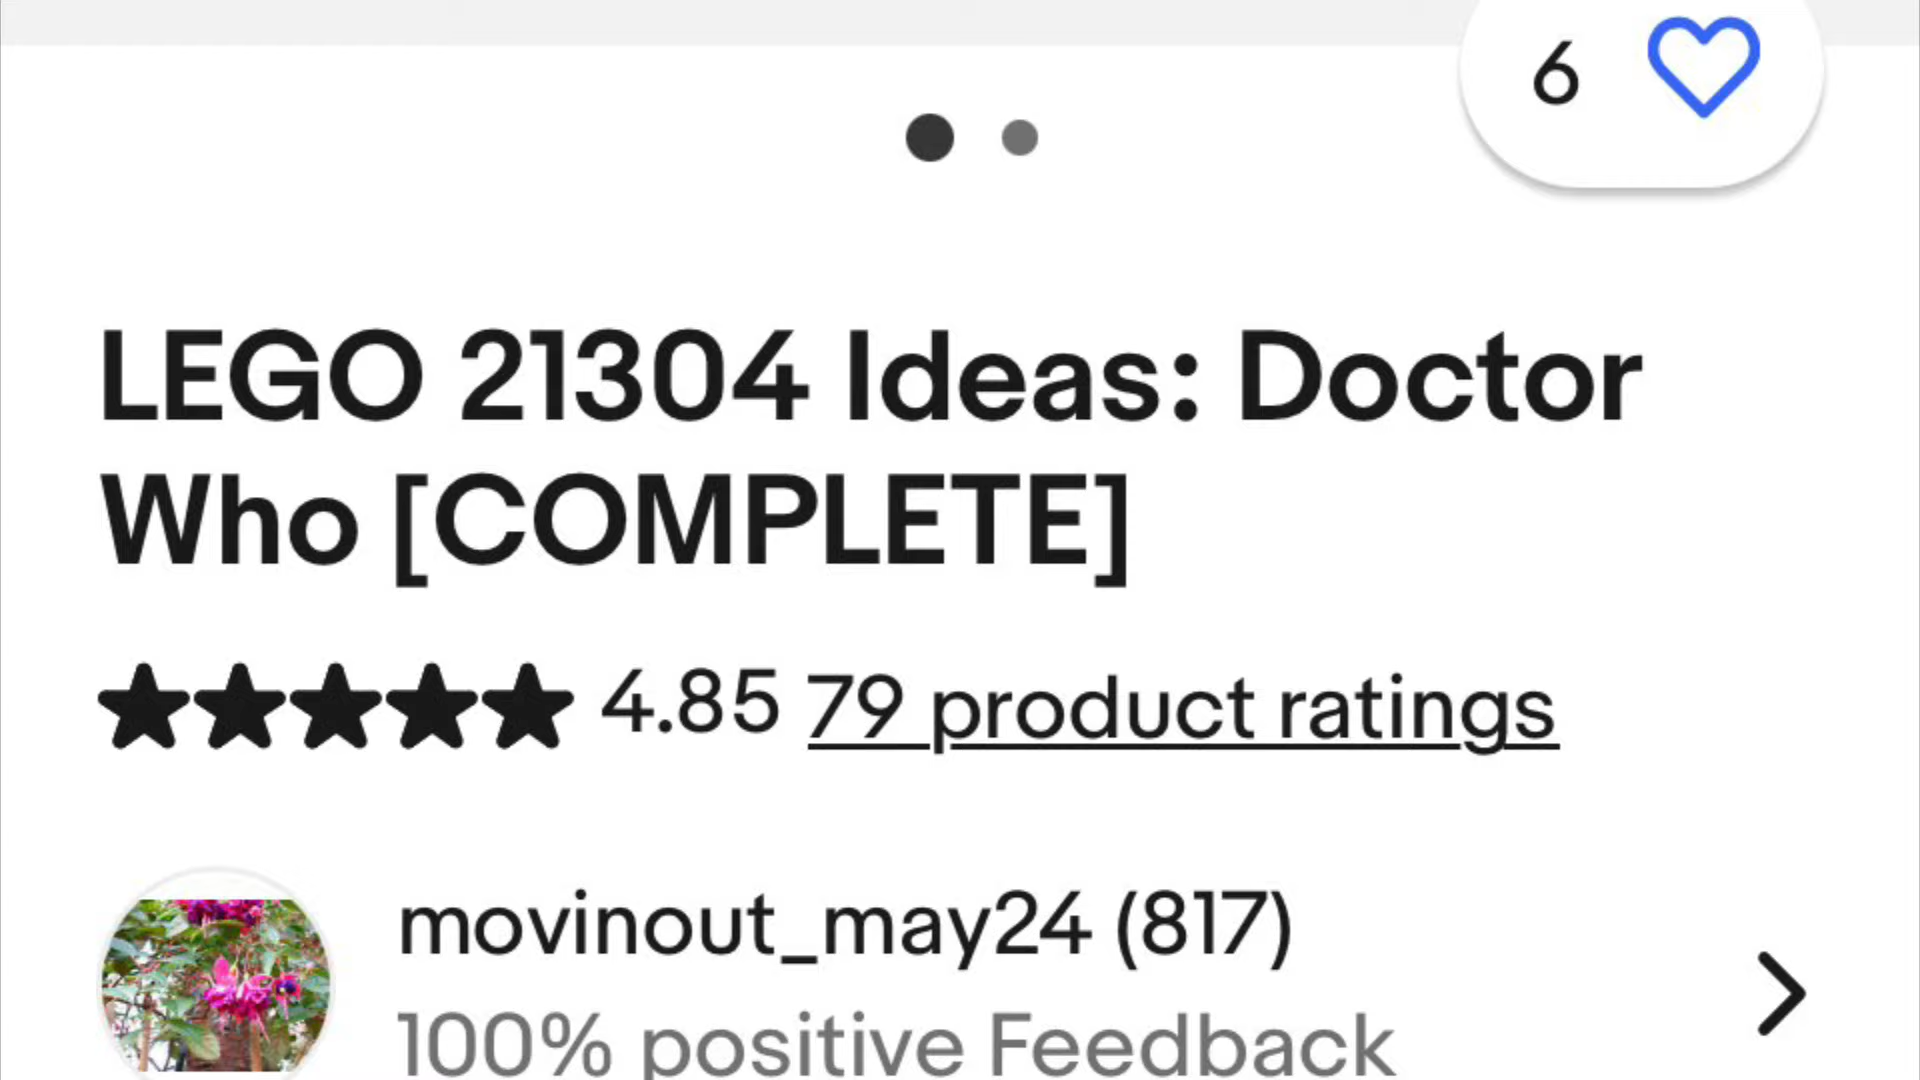 6
LEGO 21304 Ideas: Doctor
Who [COMPLETE]
4.85 79 product ratings
movinout_may24 (817)
100% positive Feedback